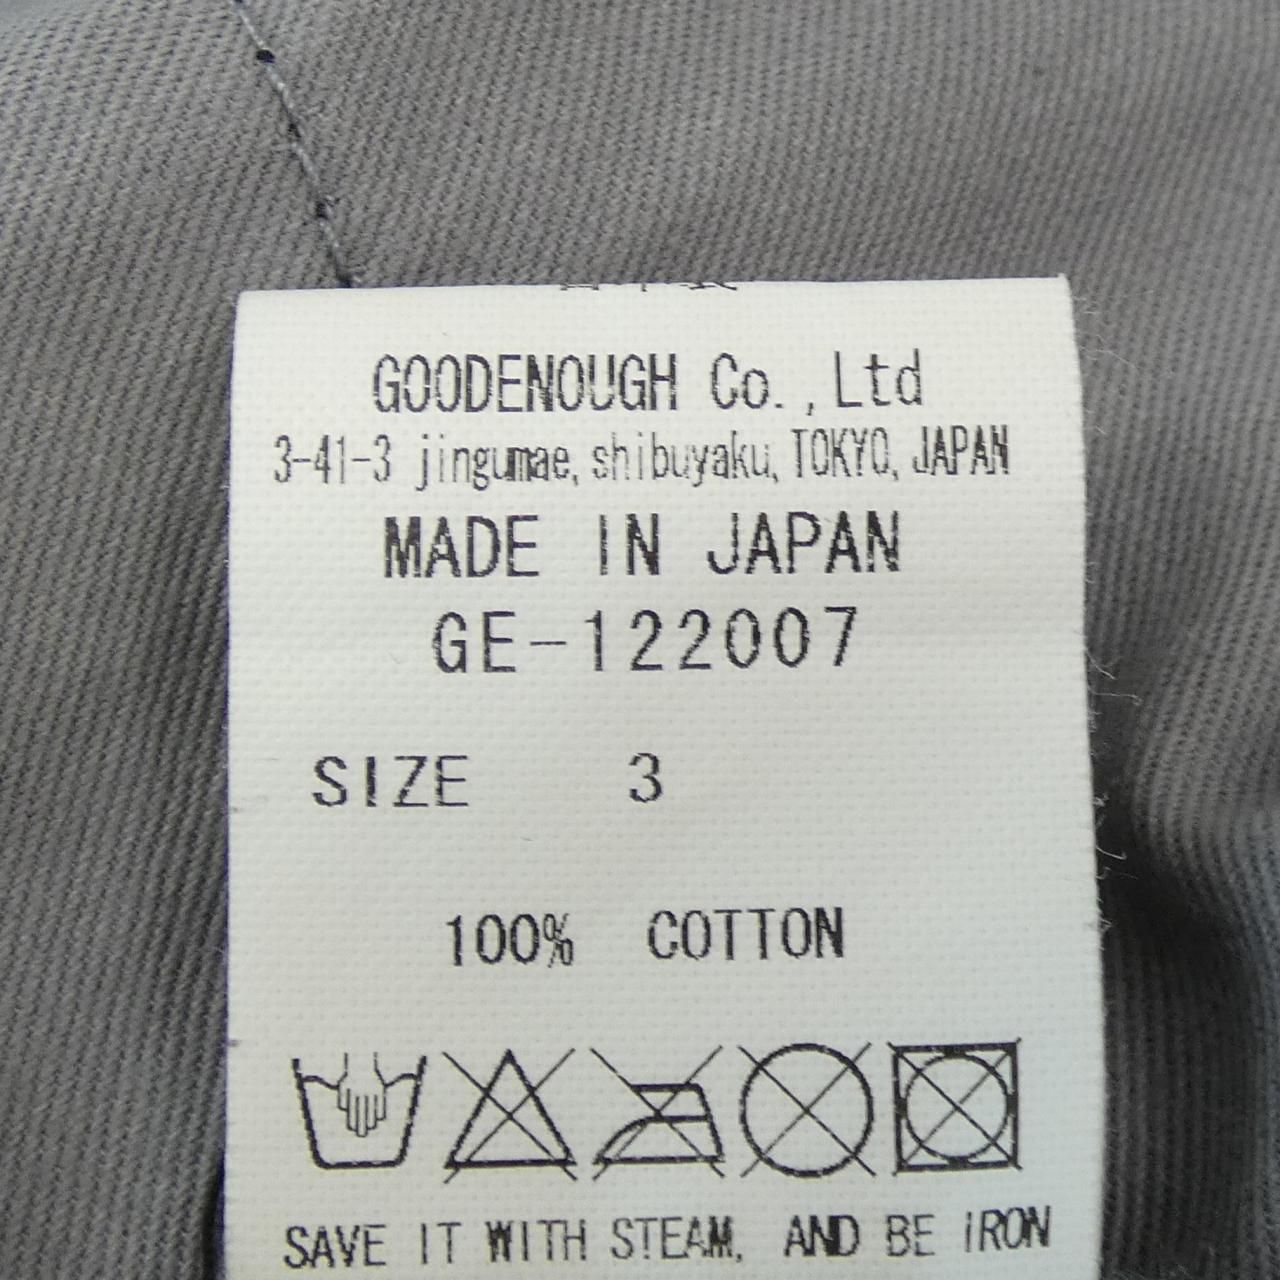 GOODENOUGH Co., Ltd
3-41-3 jingumae, shibuyaku, TOKYO, JAPAN
MADE IN JAPAN
GE-122007
SIZE 3
100% COTTON
SAVE IT WITH STEAM, AND BE IRON